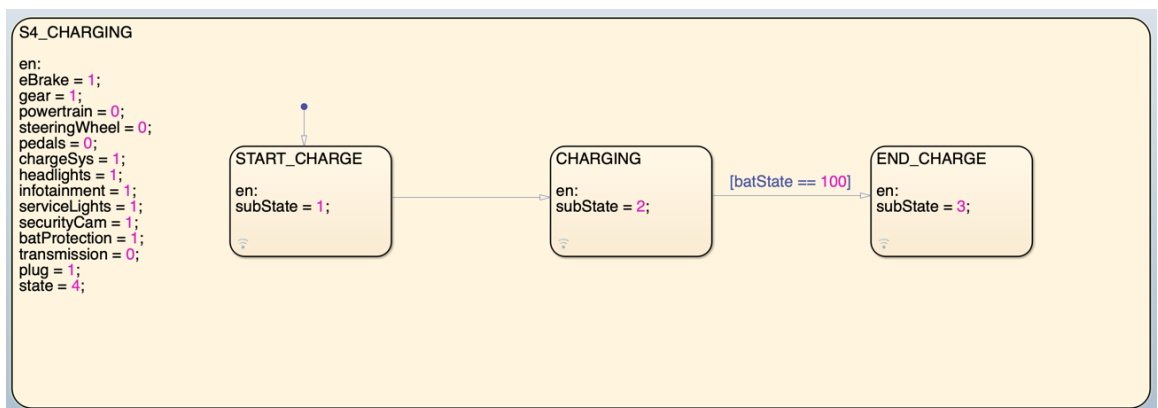 S4_CHARGING
en:
eBrake = 1;
gear = 1;
powertrain = 0;
steeringWheel = 0;
pedals = 0;
chargeSys = 1;
headlights = 1;
infotainment = 1;
serviceLights = 1;
securityCam = 1;
batProtection = 1;
transmission = 0;
plug = 1;
state = 4;
START_CHARGE
en:
subState = 1;
CHARGING
en:
subState = 2;
[batState == 100]
END_CHARGE
en:
subState = 3;